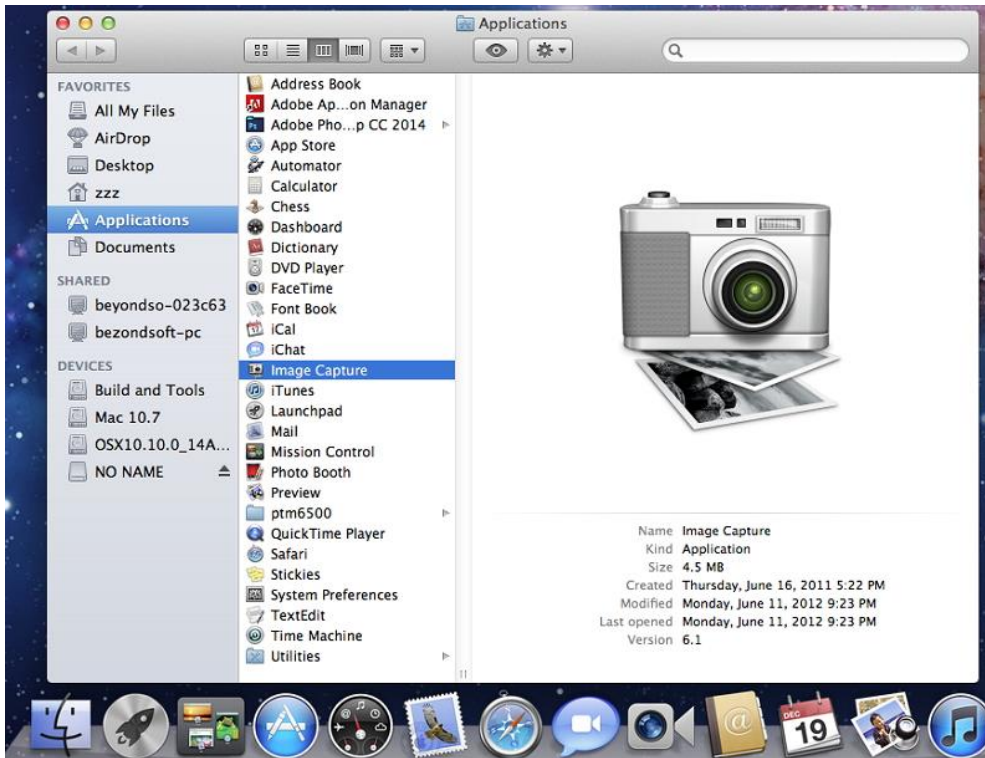 Applications
FAVORITES
All My Files
AirDrop
Desktop
zzz
Applications
Documents
SHARED
beyondso-023c63
bezondsoft-pc
DEVICES
Build and Tools
Mac 10.7
OSX10.10.0_14A...
NO NAME
Address Book
Adobe Ap...on Manager
Adobe Pho...p CC 2014
App Store
Automator
Calculator
Chess
Dashboard
Dictionary
DVD Player
FaceTime
Font Book
iCal
iChat
Image Capture
iTunes
Launchpad
Mail
Mission Control
Photo Booth
Preview
ptm6500
QuickTime Player
Safari
Stickies
System Preferences
TextEdit
Time Machine
Utilities
Name Image Capture
Kind Application
Size 4.5 MB
Created Thursday, June 16, 2011 5:22 PM
Modified Monday, June 11, 2012 9:23 PM
Last opened Monday, June 11, 2012 9:23 PM
Version 6.1
DEC
19